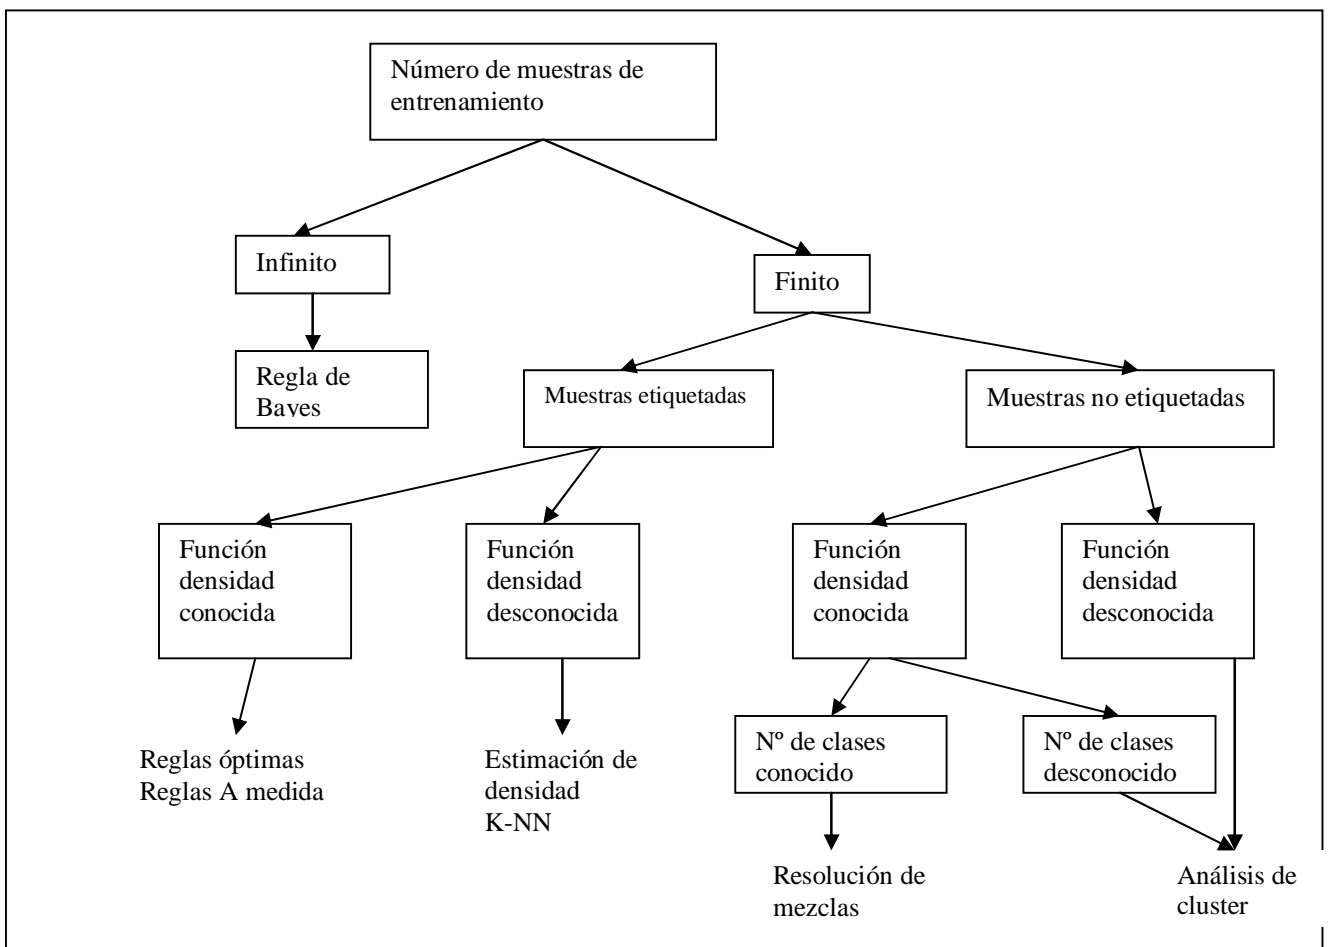 Número de muestras de
entrenamiento
Infinito
Finito
Regla de
Bayes
Muestras etiquetadas
Muestras no etiquetadas
Función
densidad
conocida
Función
densidad
desconocida
Función
densidad
conocida
Función
densidad
desconocida
Nº de clases
conocido
Nº de clases
desconocido
Reglas óptimas
Reglas A medida
Estimación de
densidad
K-NN
Resolución de
mezclas
Análisis de
cluster